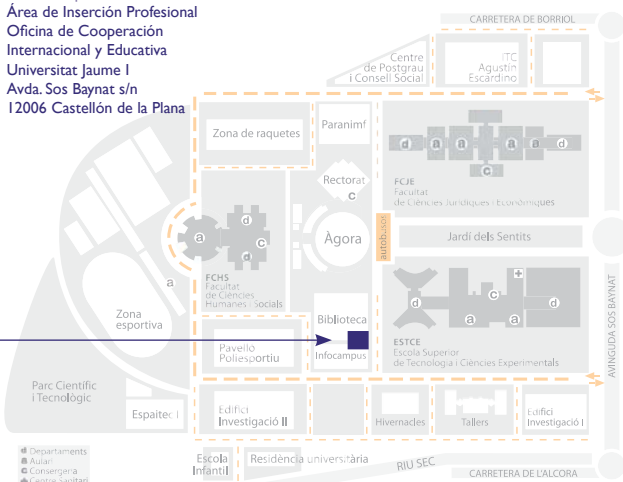 Área de Inserción Profesional
Oficina de Cooperación
Internacional y Educativa
Universitat Jaume I
Avda. Sos Baynat s/n
12006 Castellón de la Plana
CARRETERA DE BORRIOL
Centre
de Postgrau
i Consell Social
ITC
Agustín
Escardino
Zona de raquetes
Paranimf
d a a a a d
c
FCJE
Facultat
de Ciències Jurídiques i Econòmiques
Rectorat
c
a
d
c
d
Àgora
autobusos
Jardí dels Sentits
FCHS
Facultat
de Ciències
Humanes i Socials
a
Zona
esportiva
Biblioteca
Infocampus
Pavelló
Poliesportiu
d
c
a a
d
ESTCE
Escola Superior
de Tecnologia i Ciències Experimentals
AVINGUDA SOS BAYNAT
Parc Científic
i Tecnològic
Espaitec I
Edifici
Investigació II
Hivernacles
Tallers
Edifici
Investigació I
d Departaments
a Aulari
c Consergeria
Centre Sanitari
Escola
Infantil
Residència universitària
RIU SEC
CARRETERA DE L'ALCORA